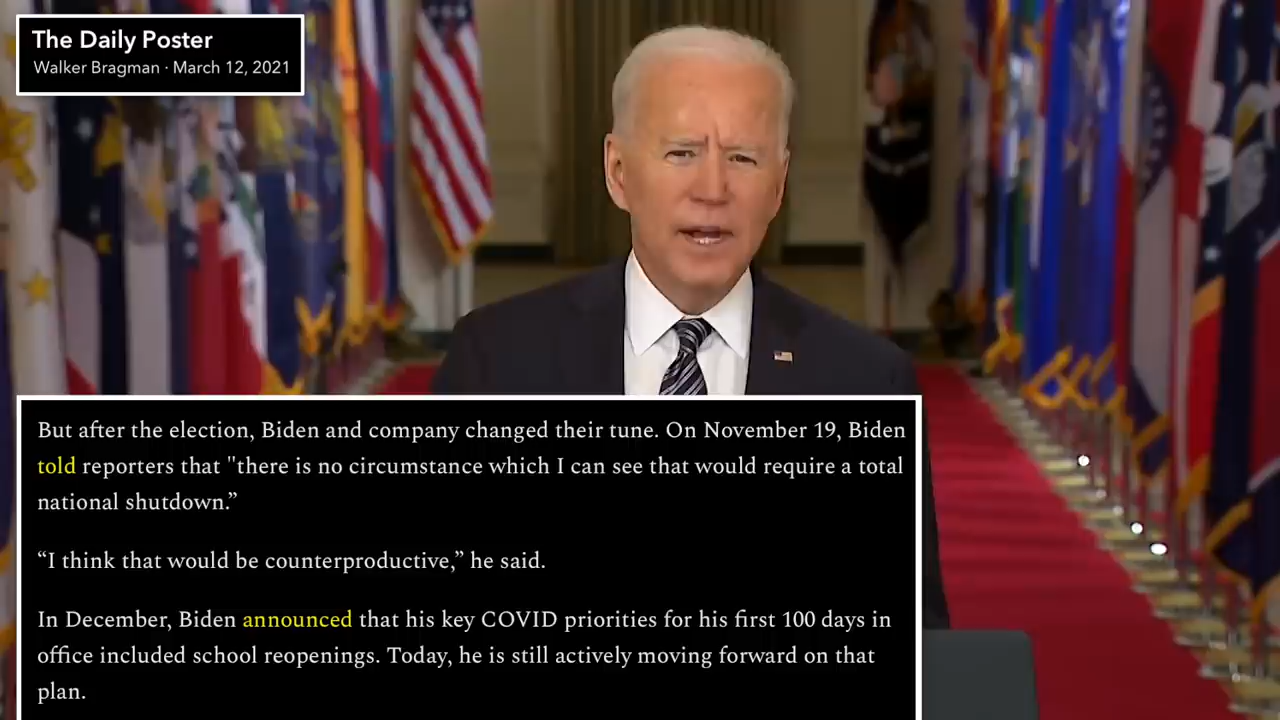 The Daily Poster
Walker Bragman · March 12, 2021
But after the election, Biden and company changed their tune. On November 19, Biden
told reporters that "there is no circumstance which I can see that would require a total
national shutdown.”
“I think that would be counterproductive,” he said.
In December, Biden announced that his key COVID priorities for his first 100 days in
office included school reopenings. Today, he is still actively moving forward on that
plan.